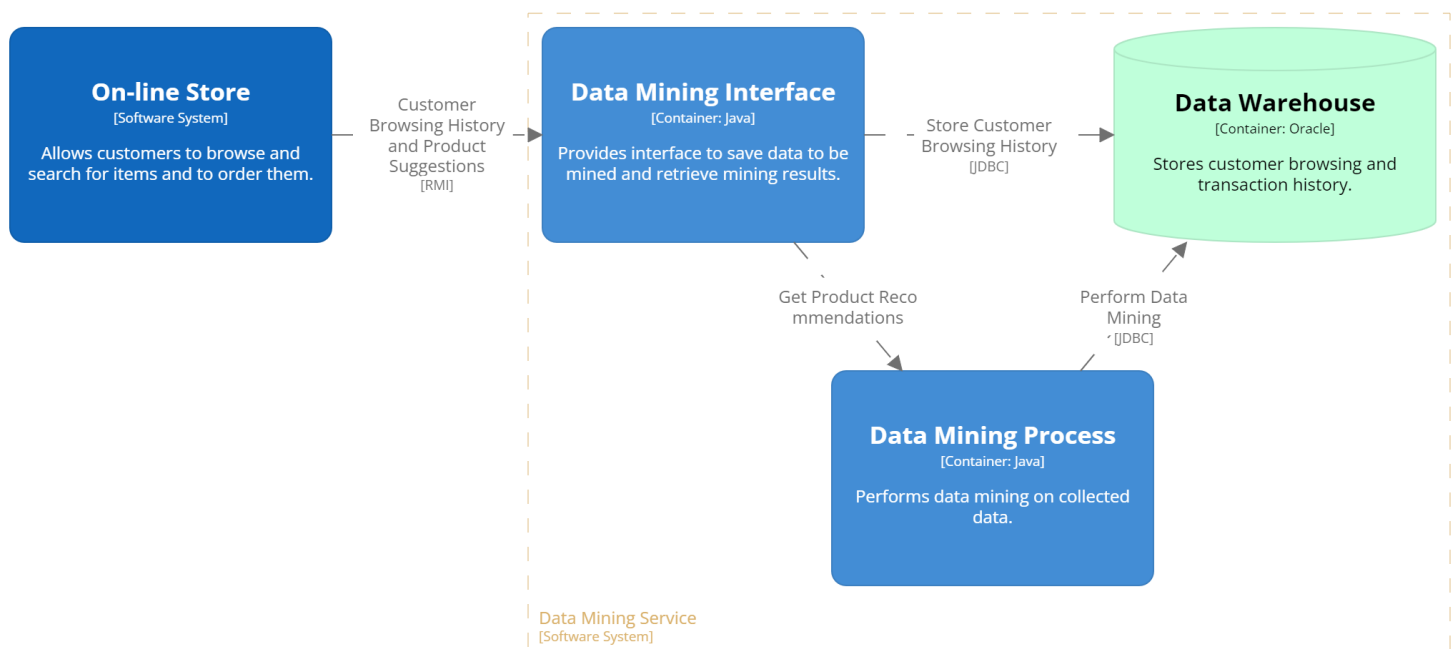 On-line Store
[Software System]
Allows customers to browse and
search for items and to order them.
Customer
Browsing History
and Product
Suggestions
[RMI]
Data Mining Interface
[Container: Java]
Provides interface to save data to be
mined and retrieve mining results.
Store Customer
Browsing History
[JDBC]
Data Warehouse
[Container: Oracle]
Stores customer browsing and
transaction history.
Get Product Reco
mmendations
Perform Data
Mining
[JDBC]
Data Mining Process
[Container: Java]
Performs data mining on collected
data.
Data Mining Service
[Software System]